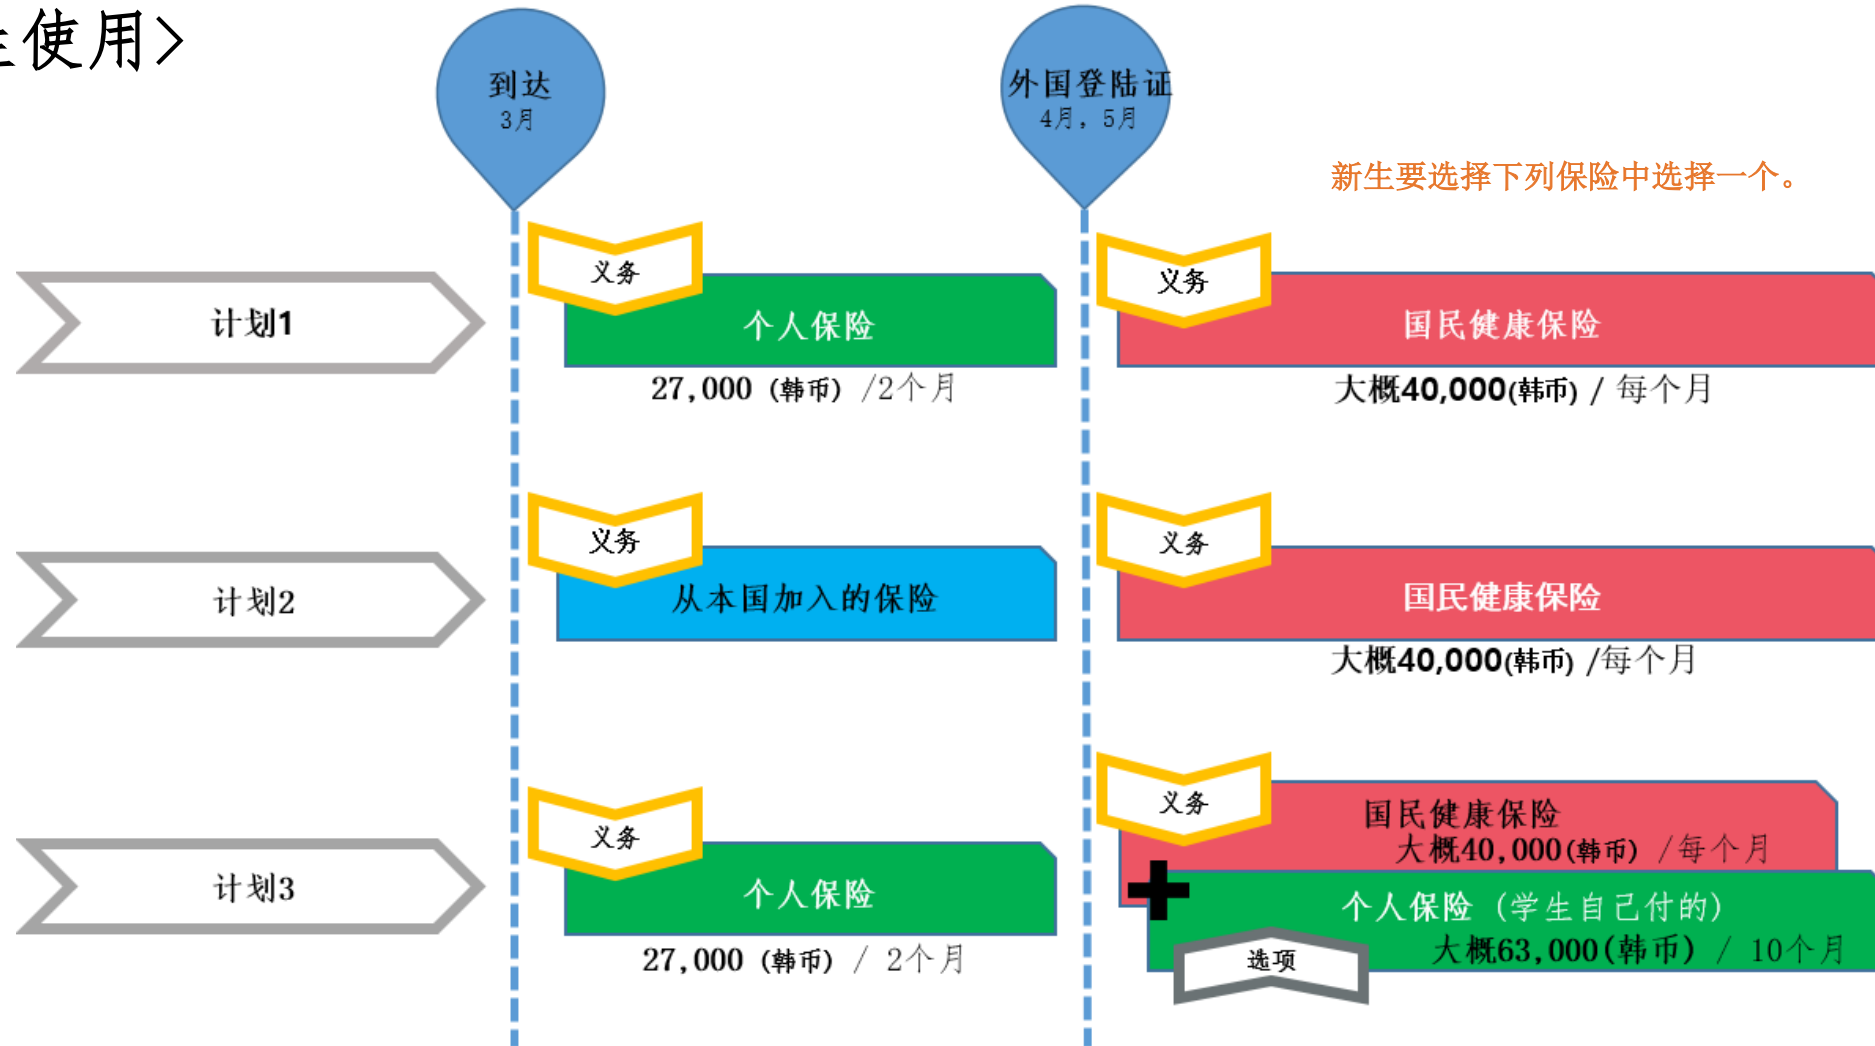 使用>
到达
3月
外国登陆证
4月, 5月
新生要选择下列保险中选择一个。
计划1
义务
个人保险
27,000 (韩币) /2个月
义务
国民健康保险
大概40,000(韩币) / 每个月
计划2
义务
从本国加入的保险
义务
国民健康保险
大概40,000(韩币) /每个月
计划3
义务
个人保险
27,000 (韩币) / 2个月
义务
国民健康保险
大概40,000(韩币) /每个月
个人保险 (学生自己付的)
大概63,000(韩币) / 10个月
选项